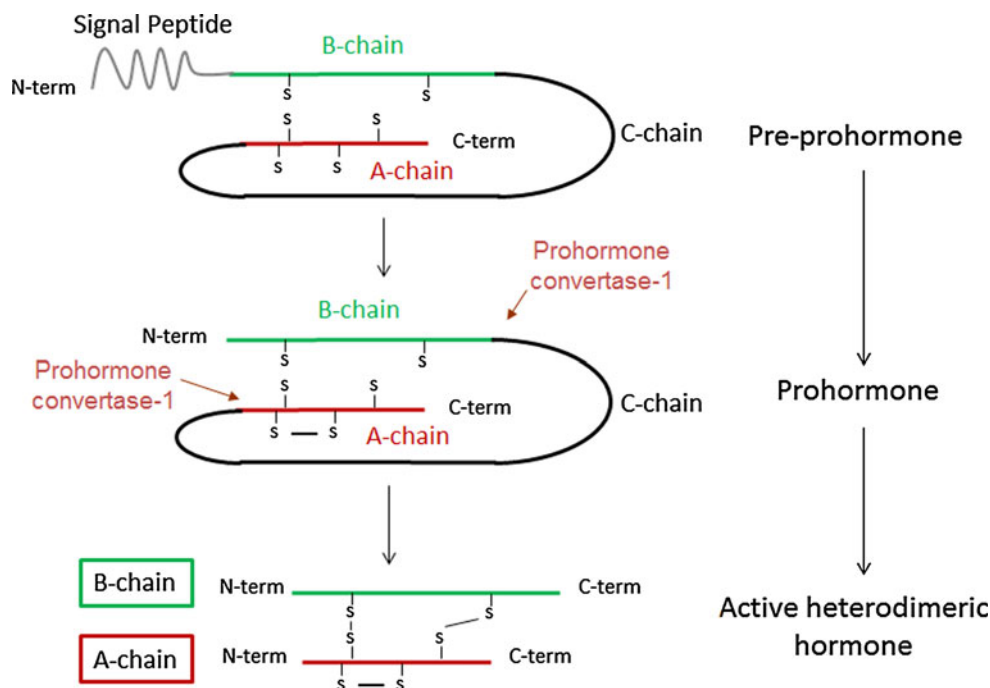 Signal Peptide
B-chain
N-term
S S
S S
C-term
C-chain
Pre-prohormone
S S
A-chain
Prohormone
convertase-1
B-chain
N-term
S S
Prohormone
convertase-1
S S
C-term
C-chain
Prohormone
S — S
A-chain
B-chain
N-term
C-term
S S
S S
Active heterodimeric
hormone
A-chain
N-term
C-term
S — S